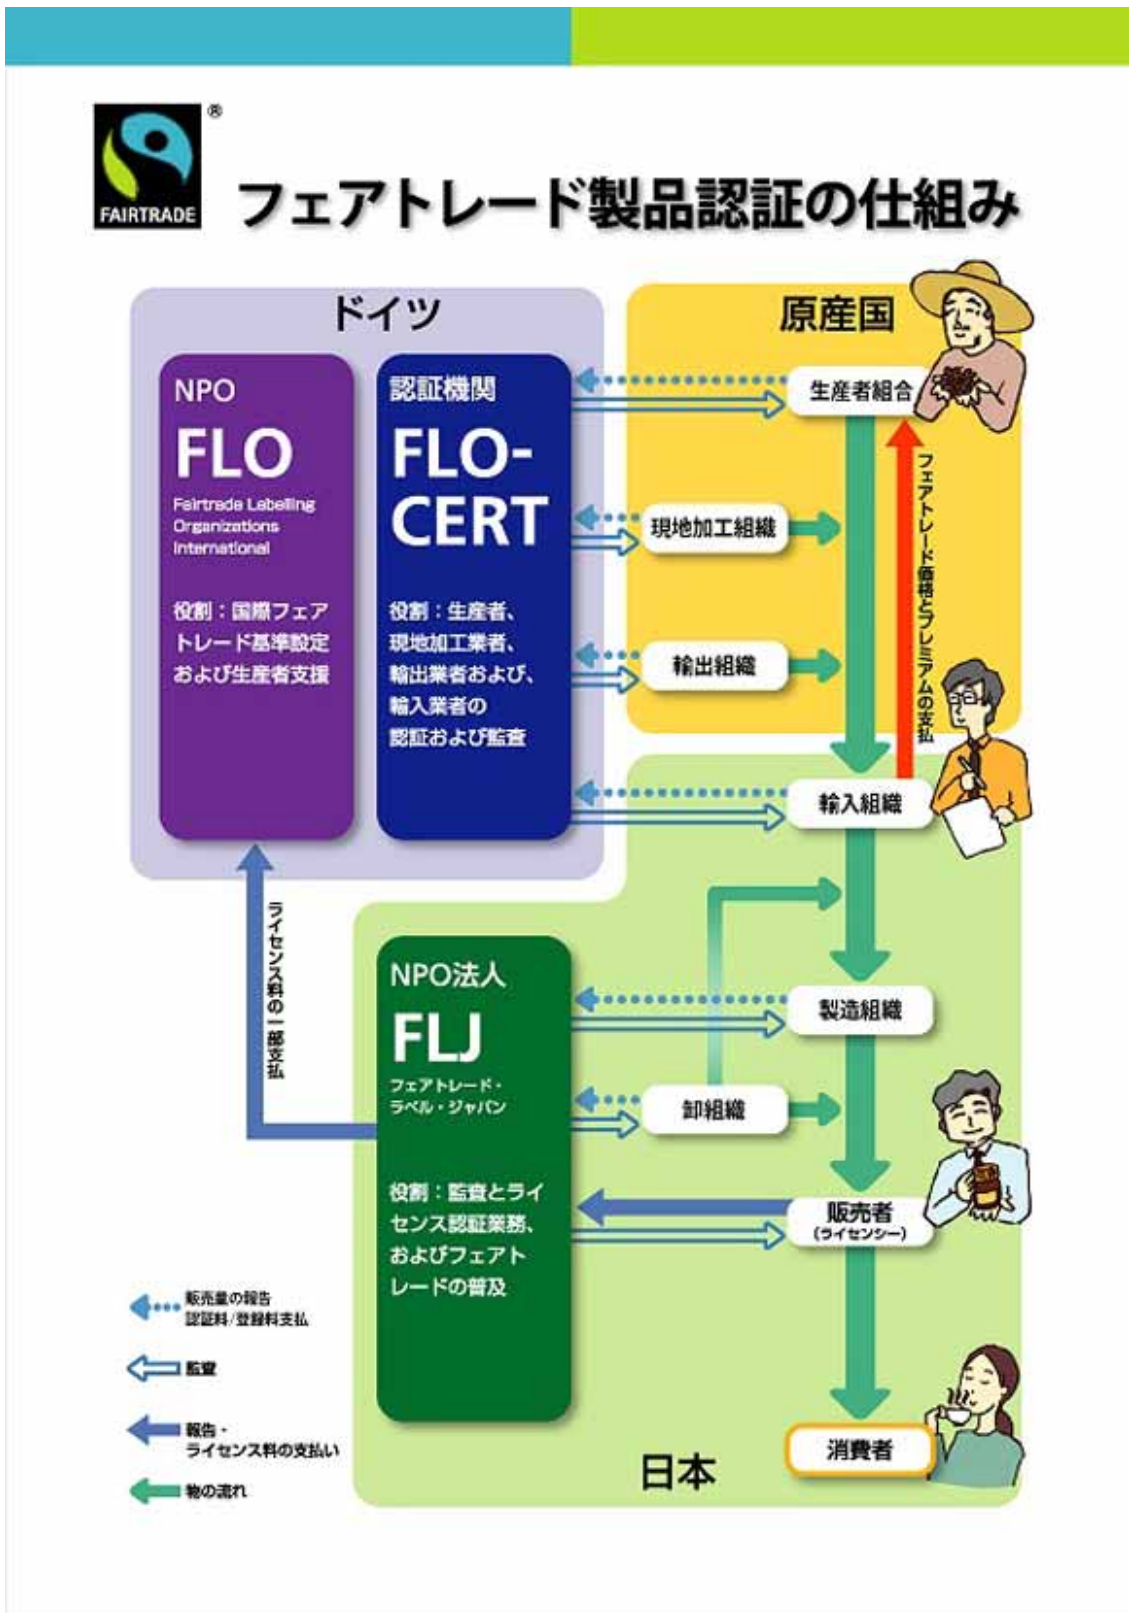 ®
FAIRTRADE
フェアトレード製品認証の仕組み
ドイツ
NPO
FLO
Fairtrade Labelling
Organizations
International
役割：国際フェア
トレード基準設定
および生産者支援
認証機関
FLO-
CERT
役割：生産者、
現地加工業者、
輸出業者および、
輸入業者の
認証および監査
原産国
生産者組合
現地加工組織
輸出組織
フェアトレード価格とプレミアムの支払
輸入組織
ライセンス料の一部支払
NPO法人
FLJ
フェアトレード・
ラベル・ジャパン
役割：監査とライ
センス認証業務、
およびフェアト
レードの普及
製造組織
卸組織
販売者
（ライセンシー）
消費者
日本
販売量の報告
認証料/登録料支払
監査
報告・
ライセンス料の支払い
物の流れ